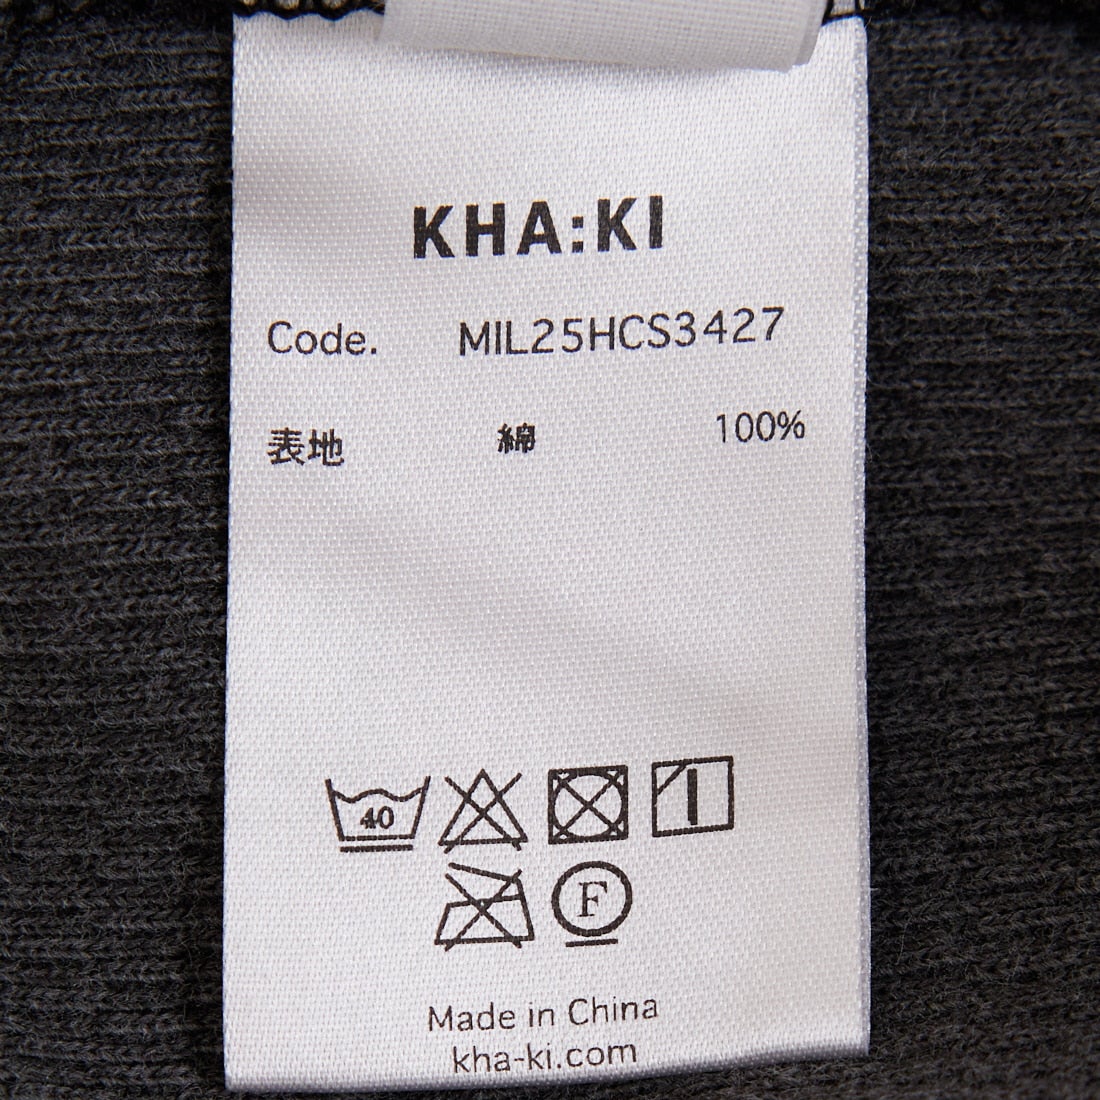 KHA:KI
Code. MIL25HCS3427
表地 綿 100%
40
F
Made in China
kha-ki.com